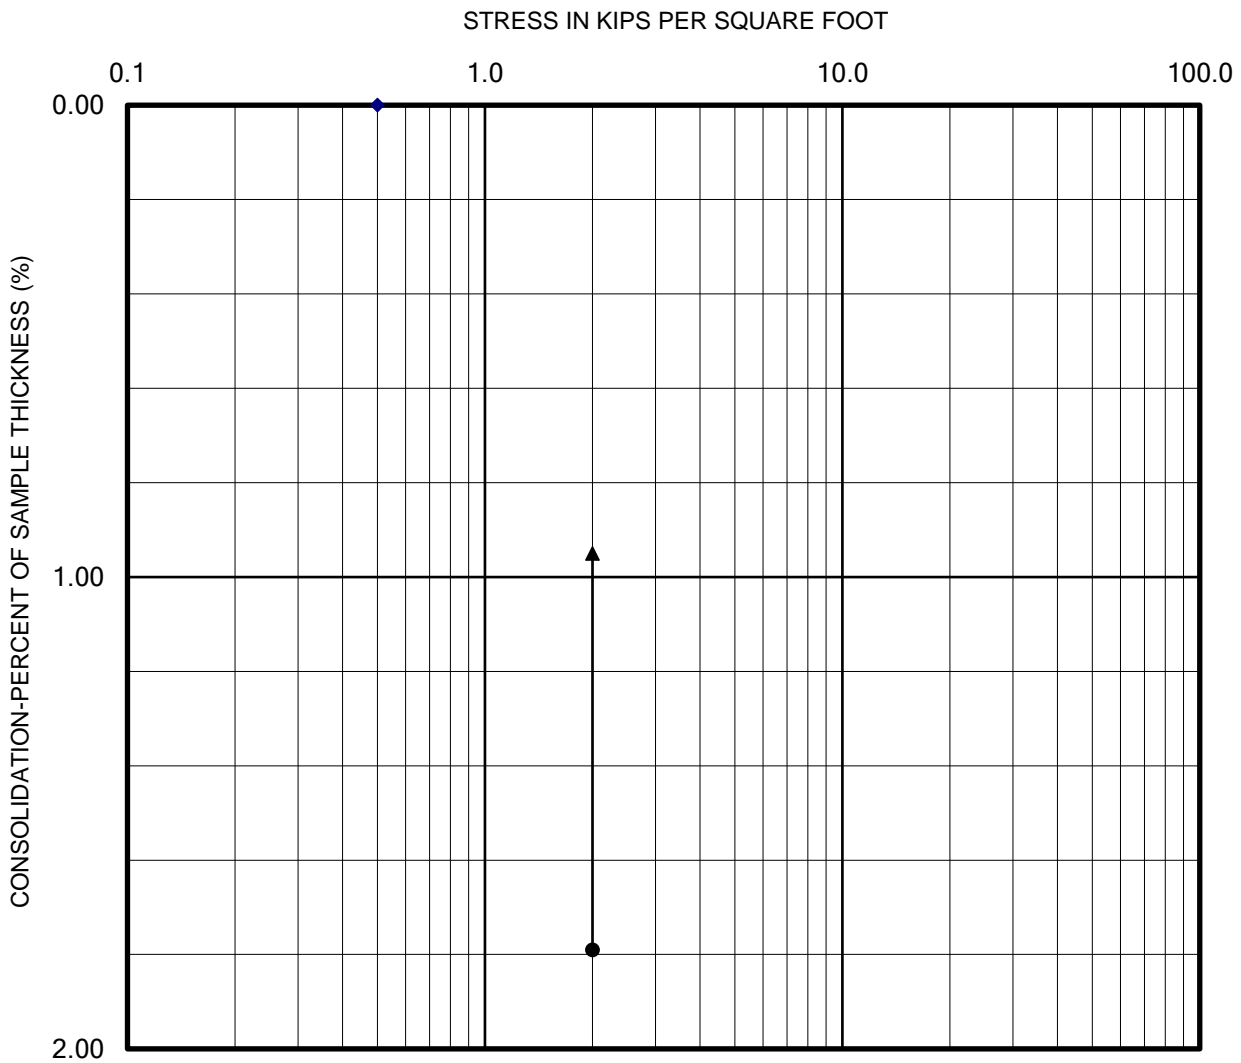 STRESS IN KIPS PER SQUARE FOOT
0.1 1.0 10.0 100.0
0.00
CONSOLIDATION-PERCENT OF SAMPLE THICKNESS (%)
1.00
2.00